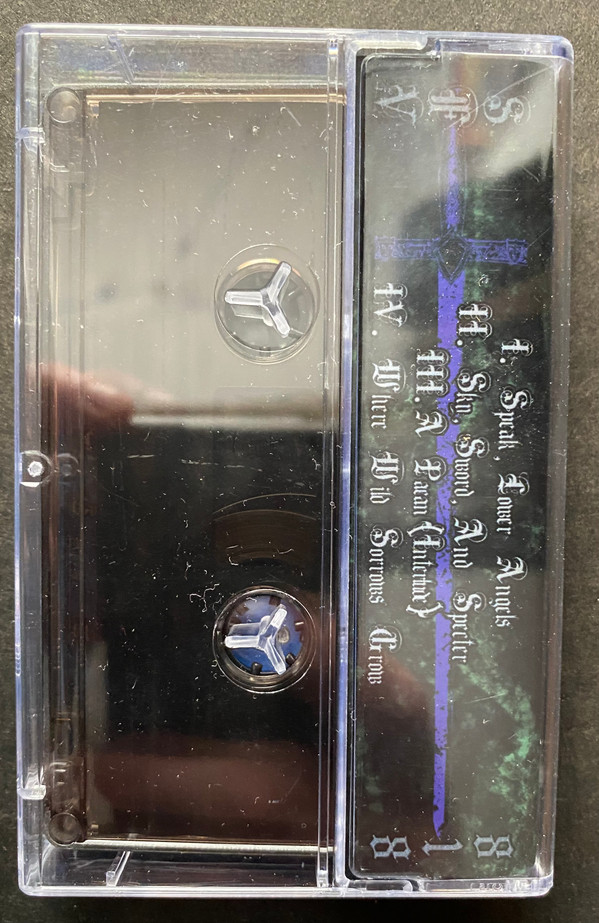 S
F
V
I. Speak, Lower Angels
II. Sky, Sword And Specter
III. A Paean {Interlude}
IV. Where Wild Sorrows Grow
8
1
8